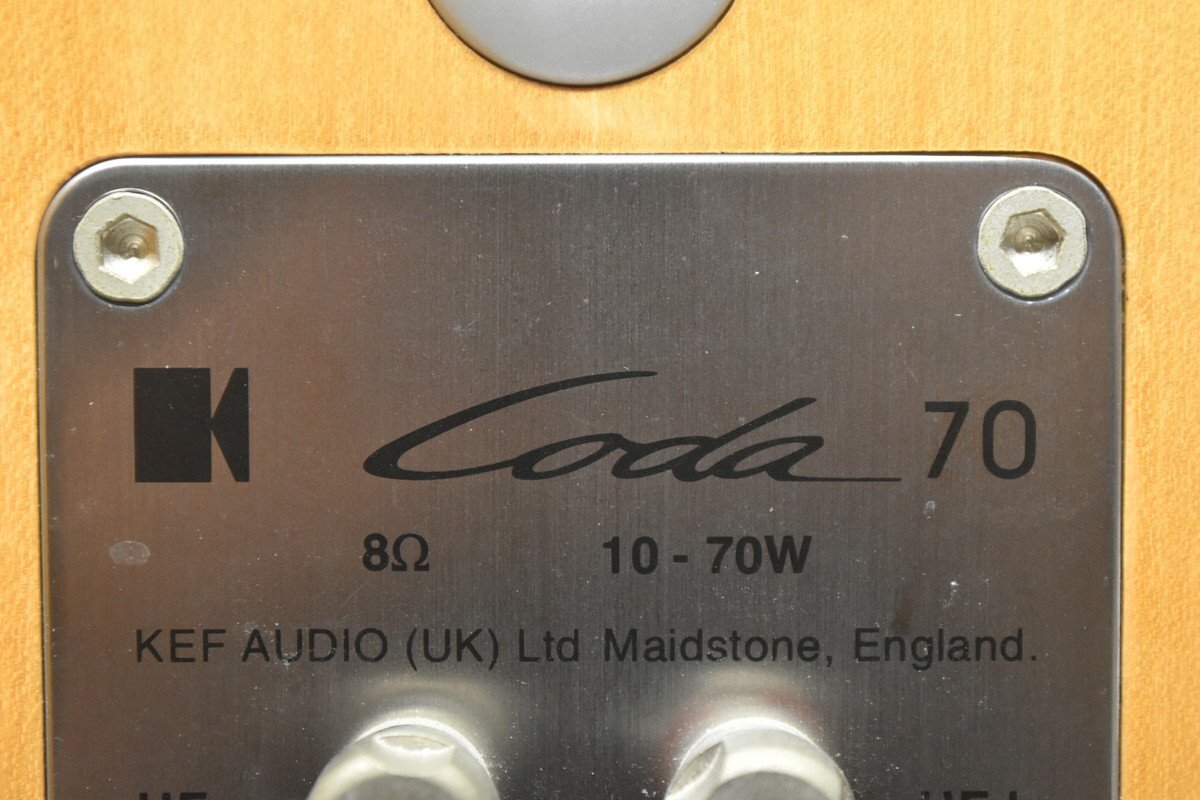 Coda 70
8Ω 10 - 70W
KEF AUDIO (UK) Ltd Maidstone, England.